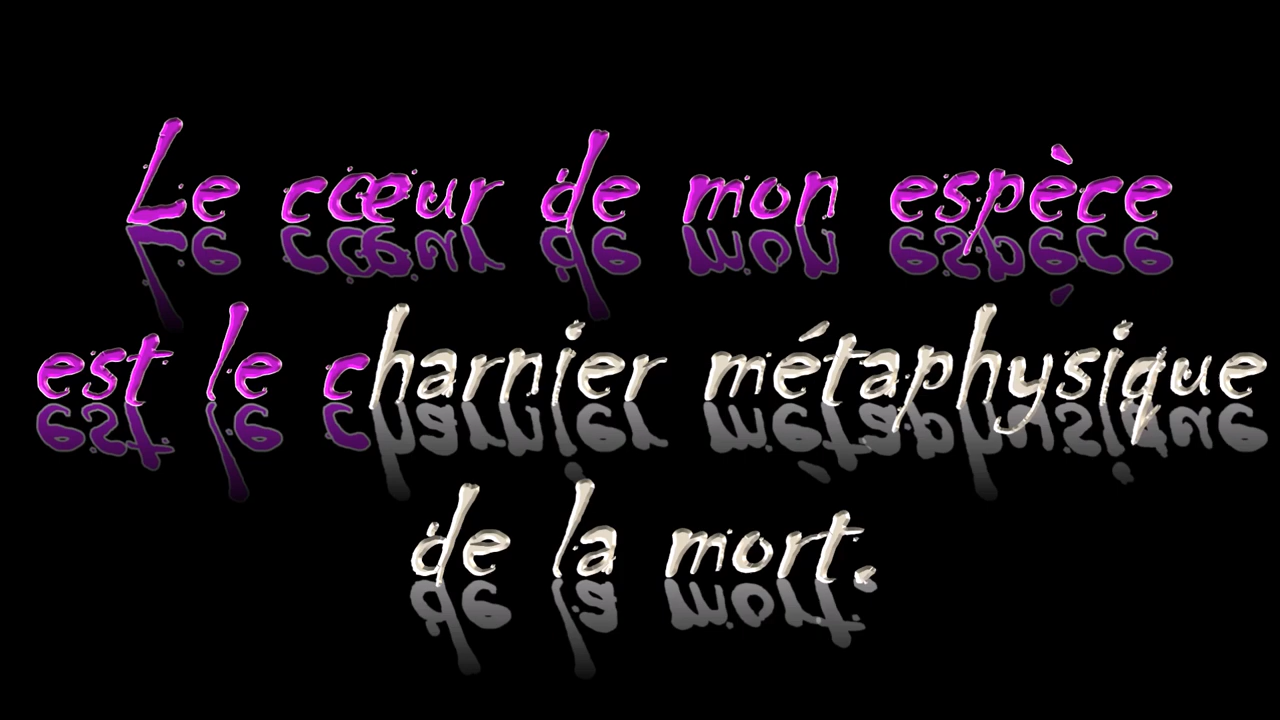 Le cœur de mon espèce
est le charnier métaphysique
de la mort.